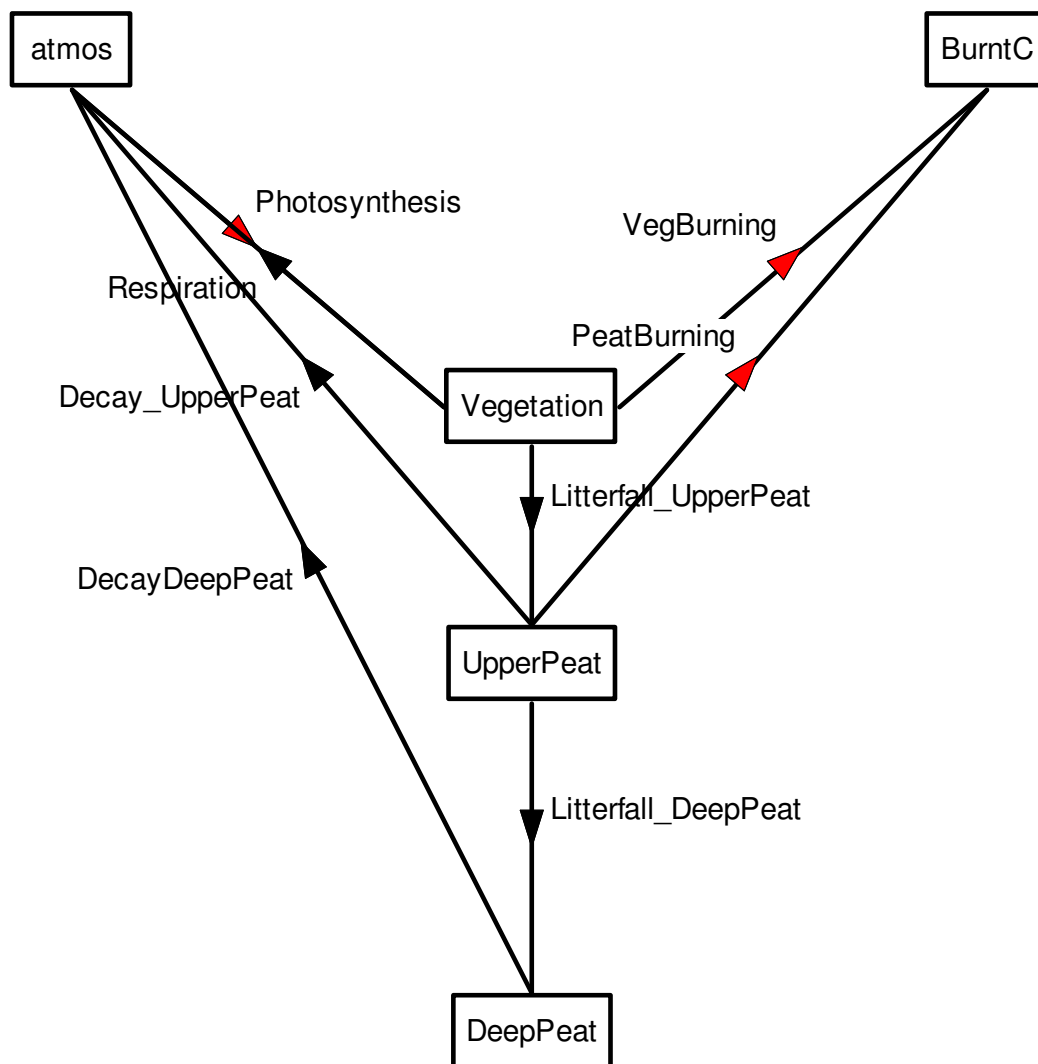 atmos
BurntC
Photosynthesis
VegBurning
Respiration
PeatBurning
Decay_UpperPeat
Vegetation
Litterfall_UpperPeat
DecayDeepPeat
UpperPeat
Litterfall_DeepPeat
DeepPeat